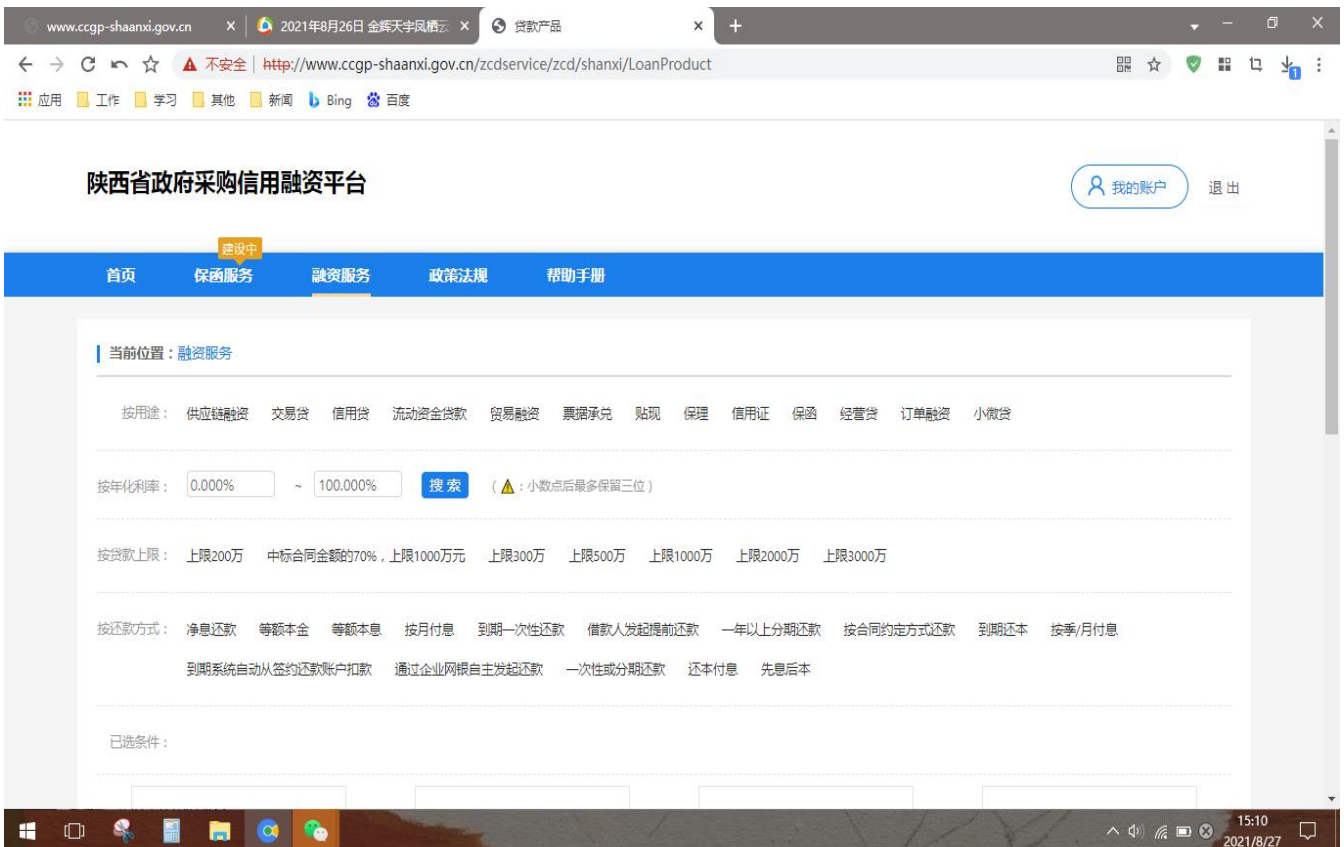 www.ccgp-shaanxi.gov.cn 2021年8月26日 金辉天宇凤栖云 贷款产品
不安全 http://www.ccgp-shaanxi.gov.cn/zcdservice/zcd/shanxi/LoanProduct
应用 工作 学习 其他 新闻 Bing 百度
陕西省政府采购信用融资平台
我的账户 退出
建设中
首页 保函服务 融资服务 政策法规 帮助手册
当前位置：融资服务
按用途： 供应链融资 交易贷 信用贷 流动资金贷款 贸易融资 票据承兑 贴现 保理 信用证 保函 经营贷 订单融资 小微贷
按年化利率： 0.000% ~ 100.000% 搜索 （ ：小数点后最多保留三位）
按贷款上限： 上限200万 中标合同金额的70%，上限1000万元 上限300万 上限500万 上限1000万 上限2000万 上限3000万
按还款方式： 净息还款 等额本金 等额本息 按月付息 到期一次性还款 借款人发起提前还款 一年以上分期还款 按合同约定方式还款 到期还本 按季/月付息
到期系统自动从签约还款账户扣款 通过企业网银自主发起还款 一次性或分期还款 还本付息 先息后本
已选条件：
15:10
2021/8/27